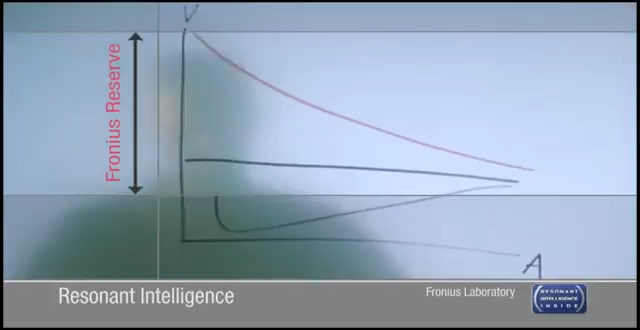 V
Fronius Reserve
A
Resonant Intelligence
Fronius Laboratory
RESONANT
INTELLIGENCE
INSIDE